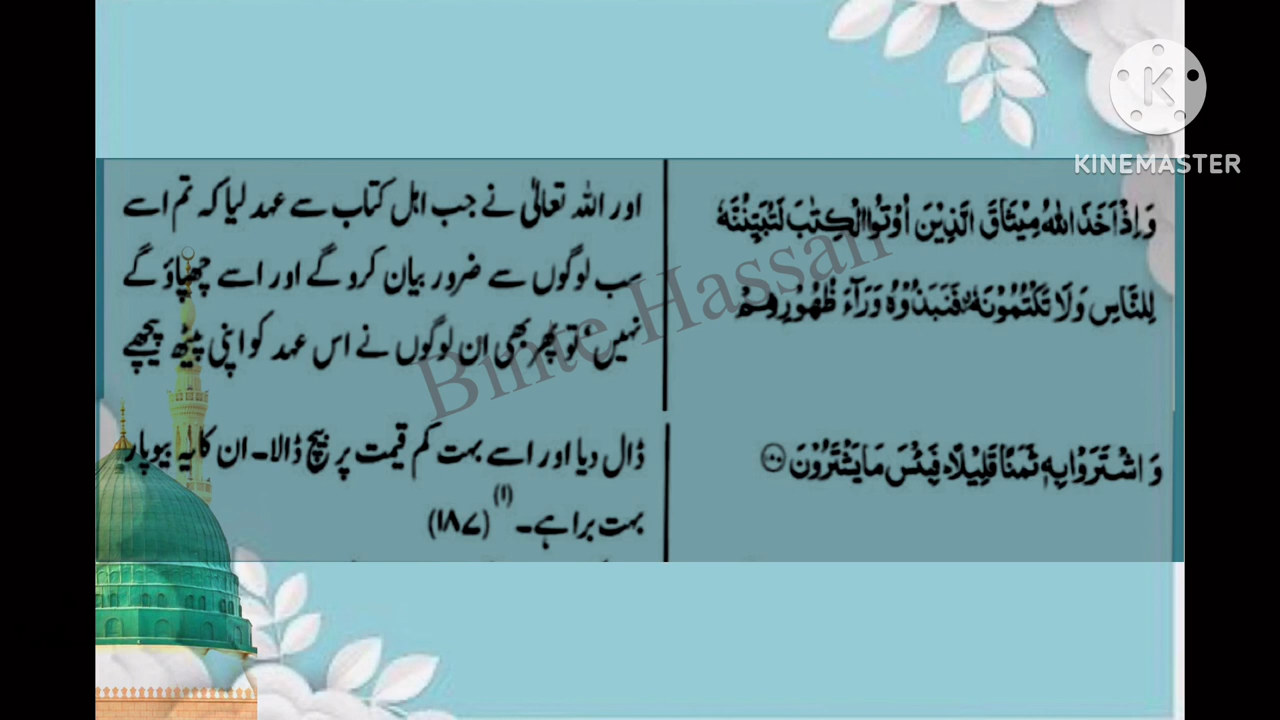 KINEMASTER
وَاِذْ اَخَذَ اللّٰهُ مِيْثَاقَ الَّذِيْنَ اُوْتُوا الْكِتٰبَ لَتُبَيِّنُنَّهٗ
لِلنَّاسِ وَلَا تَكْتُمُوْنَهٗ ۡ فَنَبَذُوْهُ وَرَآءَ ظُهُوْرِهِمْ
وَ اشْتَرَوْا بِهٖ ثَمَنًا قَلِيْلًا ؕ فَبِئْسَ مَا يَشْتَرُوْنَ
اور اللہ تعالیٰ نے جب اہل کتاب سے عہد لیا کہ تم اسے
سب لوگوں سے ضرور بیان کرو گے اور اسے چھپاؤ گے
نہیں، تو پھر بھی ان لوگوں نے اس عہد کو اپنی پیٹھ پیچھے
ڈال دیا اور اسے بہت کم قیمت پر بیچ ڈالا۔ ان کا یہ بیوپار
بہت برا ہے۔ (۱) (۱۸۷)
Binte Hassan